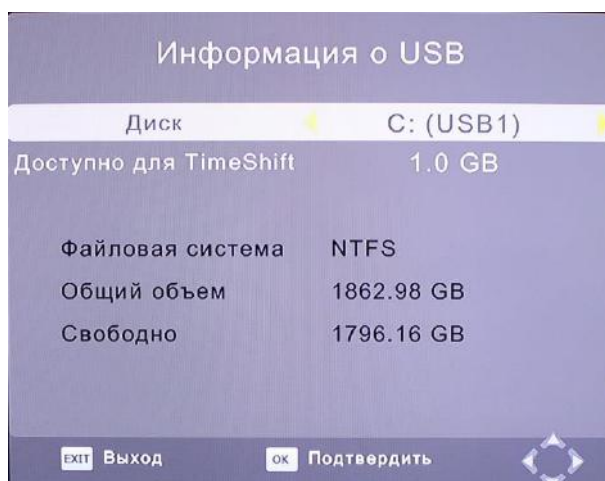 Информация о USB
Диск C: (USB1)
Доступно для TimeShift 1.0 GB
Файловая система NTFS
Общий объем 1862.98 GB
Свободно 1796.16 GB
EXIT Выход OK Подтвердить